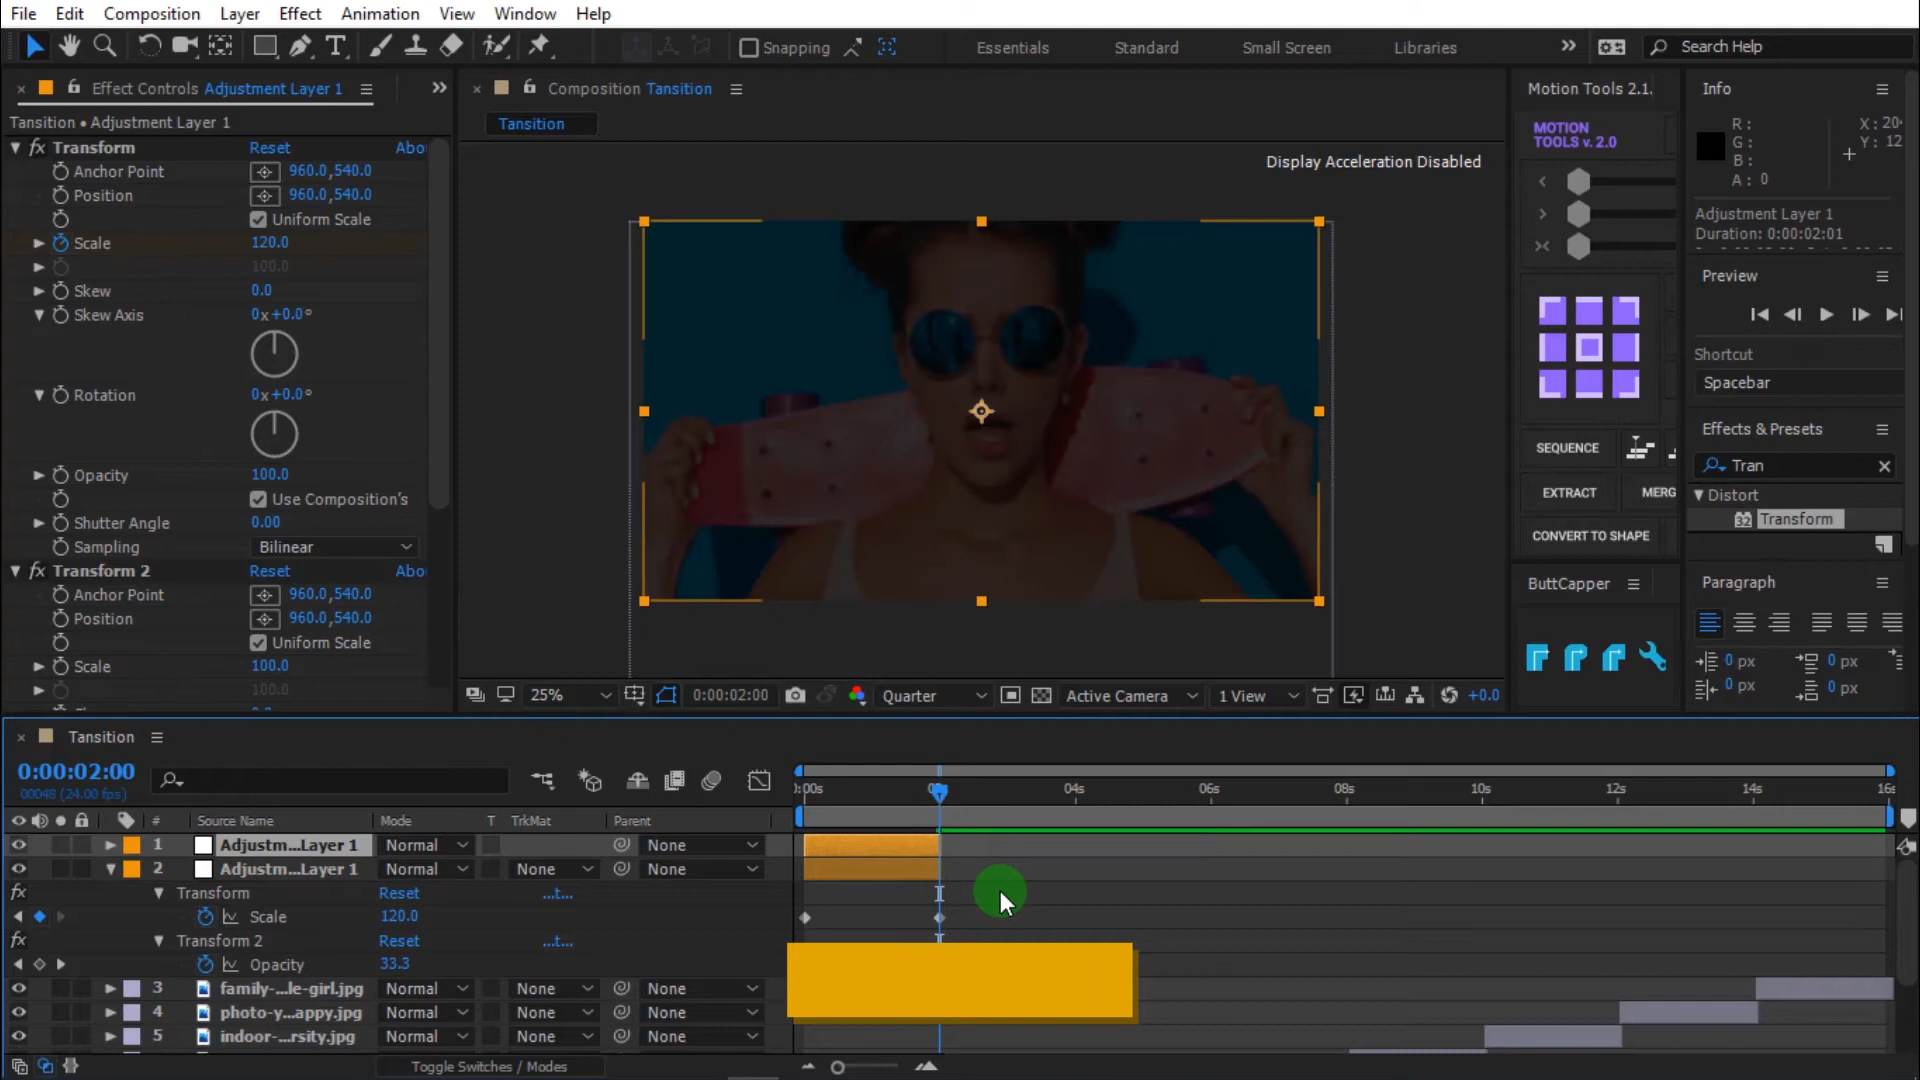 File Edit Composition Layer Effect Animation View Window Help
Snapping Essentials Standard Small Screen Libraries Search Help
Effect Controls Adjustment Layer 1
Composition Tansition
Motion Tools 2.1.
Info
Tansition • Adjustment Layer 1
Tansition
MOTION
TOOLS v. 2.0
R:
G:
B:
A: 0
X: 20
Y: 12
Display Acceleration Disabled
fx Transform Reset Abo
Anchor Point 960.0,540.0
Position 960.0,540.0
Uniform Scale
Scale 120.0
100.0
Skew 0.0
Skew Axis 0x+0.0°
Rotation 0x+0.0°
Opacity 100.0
Use Composition's
Shutter Angle 0.00
Sampling Bilinear
fx Transform 2 Reset Abo
Anchor Point 960.0,540.0
Position 960.0,540.0
Uniform Scale
Scale 100.0
100.0
Adjustment Layer 1
Duration: 0:00:02:01
Preview
Shortcut
Spacebar
Effects & Presets
Tran
Distort
32 Transform
SEQUENCE
EXTRACT MERG
CONVERT TO SHAPE
ButtCapper
Paragraph
0 px 0 px
0 px 0 px
25% 0:00:02:00 Quarter Active Camera 1 View +0.0
Tansition
0:00:02:00
00048 (24.00 fps)
:00s 04s 06s 08s 10s 12s 14s 16s
# Source Name Mode T TrkMat Parent
1 Adjustm...Layer 1 Normal None
2 Adjustm...Layer 1 Normal None None
fx Transform Reset ...t...
Scale 120.0
fx Transform 2 Reset ...t...
Opacity 33.3
3 family-...le-girl.jpg Normal None None
4 photo-y...appy.jpg Normal None None
5 indoor-...rsity.jpg Normal None None
Toggle Switches / Modes